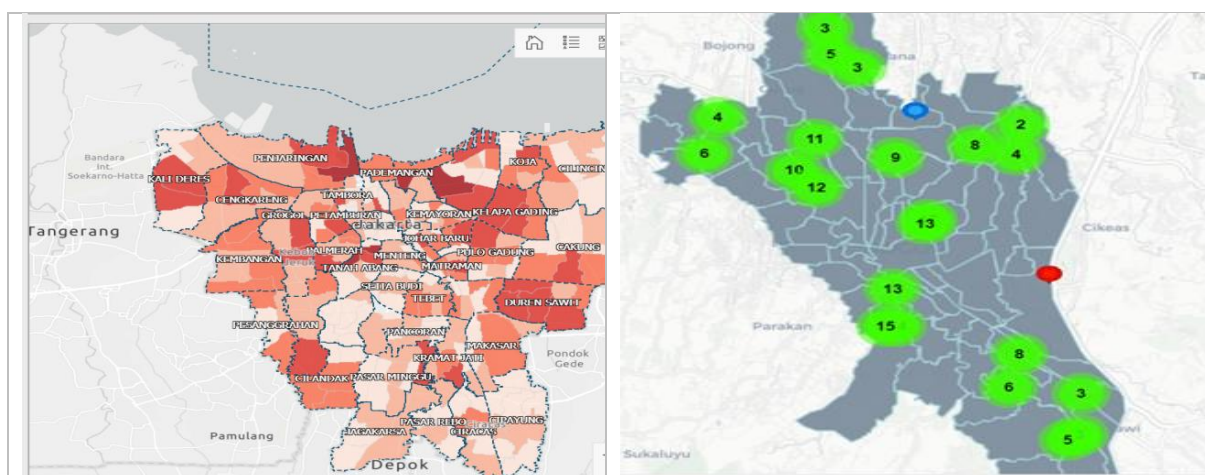 PENJARINGAN
PADEMANGAN
KOJA
CILINCIN
Bandara
Int.
Soekarno-Hatta
KALI DERES
CENGKARENG
TAMBORA
GROGOL PETAMBURAN
KEMAYORAN
KELAPA GADING
Jakarta
Tangerang
JOHAR BARU
PULO GADUNG
CAKUNG
KEMBANGAN
PALMERAH
MENTENG
TANAH ABANG
MATRAMAN
SETIA BUDI
TEBET
DUREN SAWIT
PESANGGRAHAN
PANCORAN
MAKASAR
KRAMAT JATI
Pondok
Gede
CILANDAK
PASAR MINGGU
PASAR REBO
CIPAYUNG
JAGAKARSA
CIRACAS
Pamulang
Depok
3
Bojong
5
3
4
2
11
6
9
8
4
10
12
13
Cikeas
13
Parakan
15
8
6
3
5
Sukaluyu